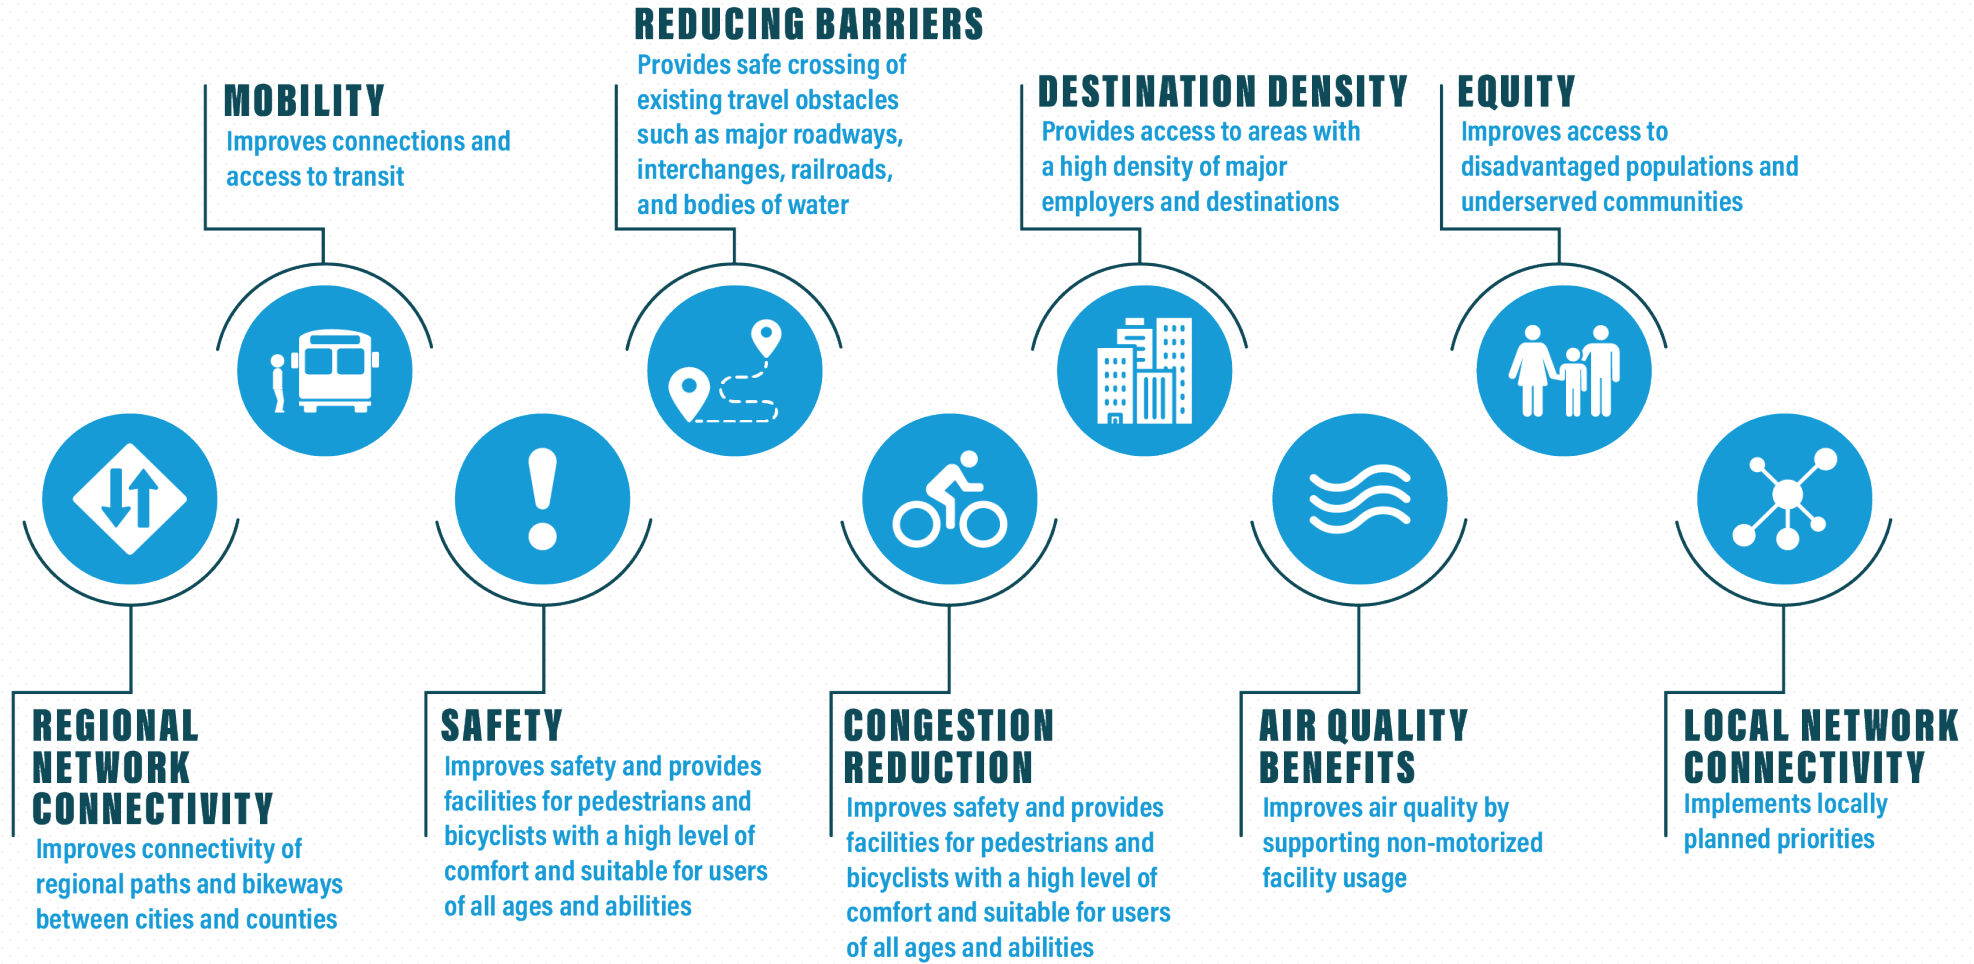 REDUCING BARRIERS
Provides safe crossing of
existing travel obstacles
such as major roadways,
interchanges, railroads,
and bodies of water
MOBILITY
Improves connections and
access to transit
DESTINATION DENSITY
Provides access to areas with
a high density of major
employers and destinations
EQUITY
Improves access to
disadvantaged populations and
underserved communities
REGIONAL
NETWORK
CONNECTIVITY
Improves connectivity of
regional paths and bikeways
between cities and counties
SAFETY
Improves safety and provides
facilities for pedestrians and
bicyclists with a high level of
comfort and suitable for users
of all ages and abilities
CONGESTION
REDUCTION
Improves safety and provides
facilities for pedestrians and
bicyclists with a high level of
comfort and suitable for users
of all ages and abilities
AIR QUALITY
BENEFITS
Improves air quality by
supporting non-motorized
facility usage
LOCAL NETWORK
CONNECTIVITY
Implements locally
planned priorities